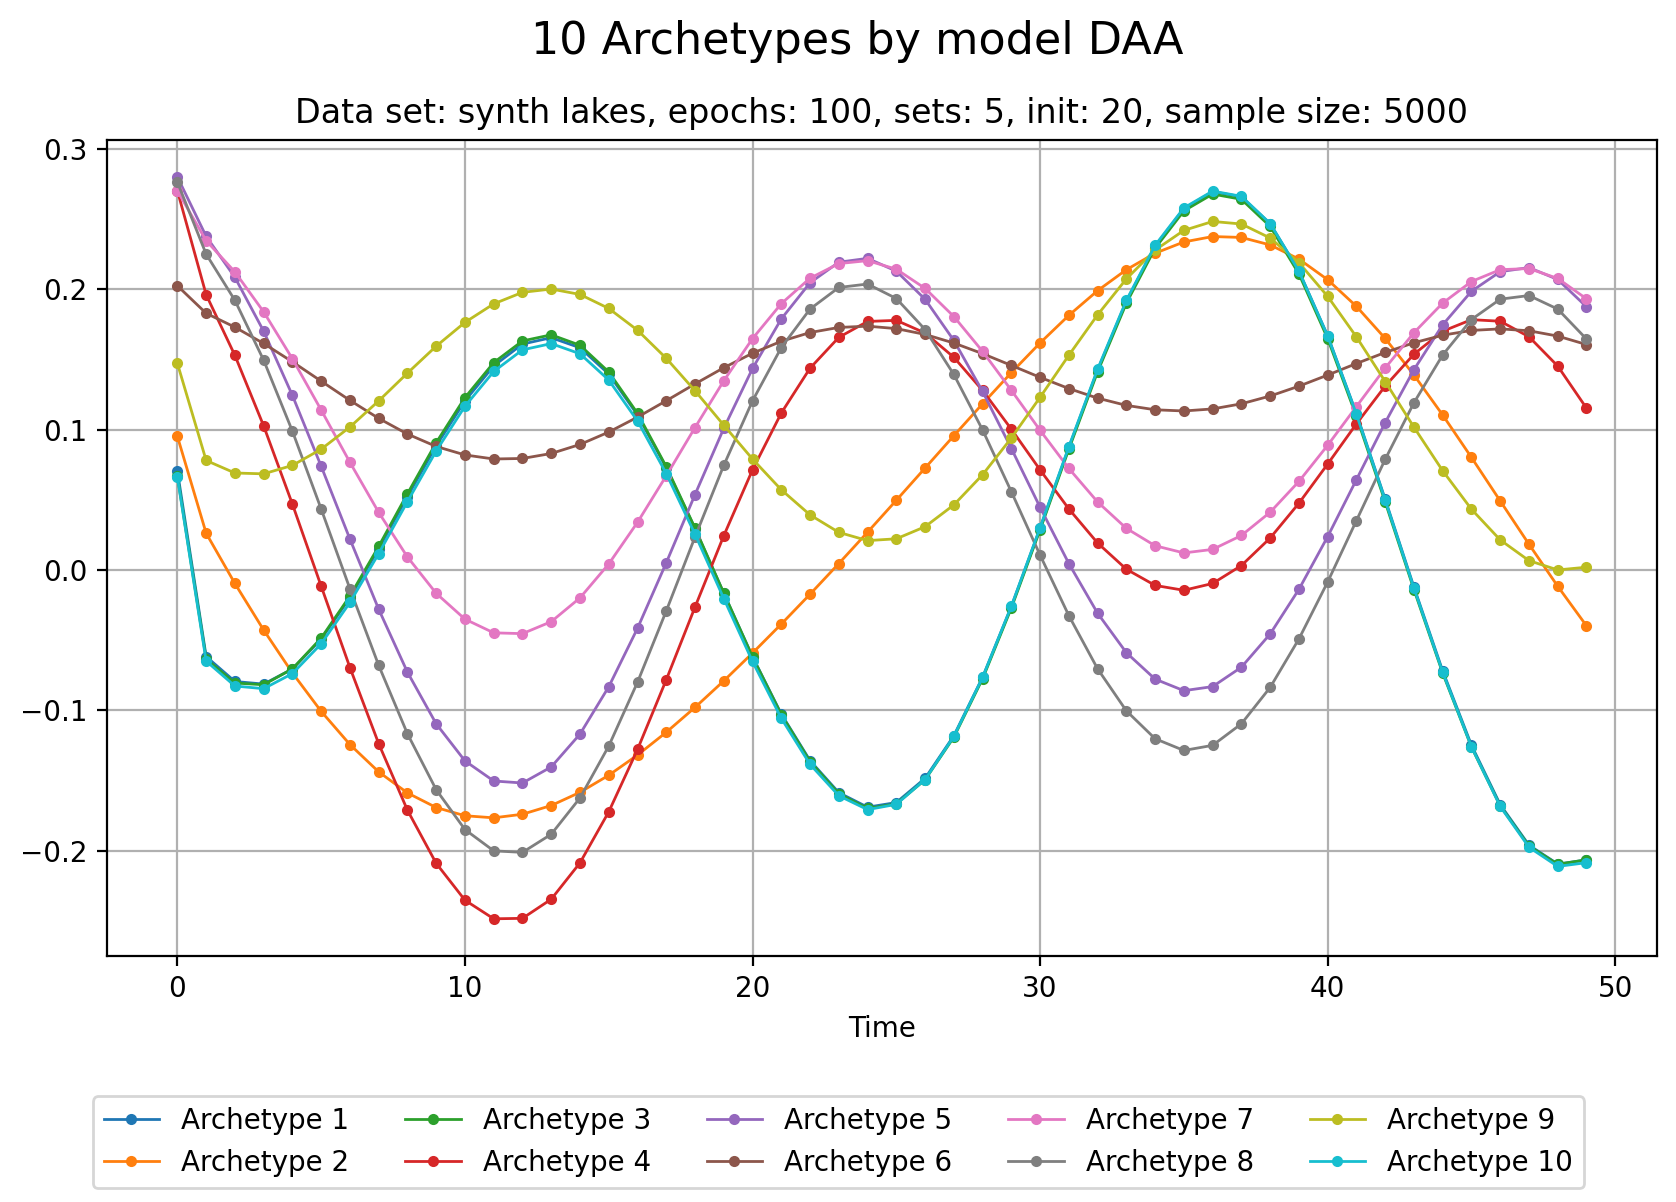 10 Archetypes by model DAA
Data set: synth lakes, epochs: 100, sets: 5, init: 20, sample size: 5000
0.3
0.2
0.1
0.0
−0.1
−0.2
0 10 20 30 40 50
Time
Archetype 1 Archetype 3 Archetype 5 Archetype 7 Archetype 9
Archetype 2 Archetype 4 Archetype 6 Archetype 8 Archetype 10